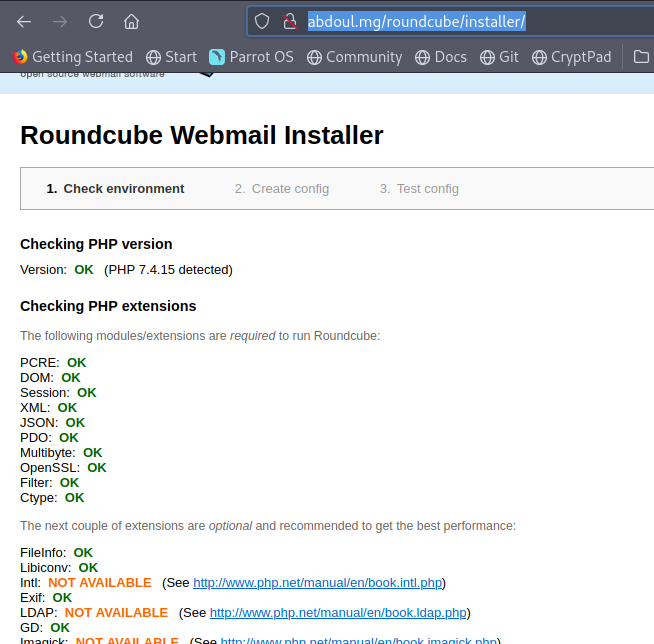 abdoul.mg/roundcube/installer/
Getting Started Start Parrot OS Community Docs Git CryptPad
open source webmail software
Roundcube Webmail Installer
1. Check environment 2. Create config 3. Test config
Checking PHP version
Version: OK (PHP 7.4.15 detected)
Checking PHP extensions
The following modules/extensions are required to run Roundcube:
PCRE: OK
DOM: OK
Session: OK
XML: OK
JSON: OK
PDO: OK
Multibyte: OK
OpenSSL: OK
Filter: OK
Ctype: OK
The next couple of extensions are optional and recommended to get the best performance:
FileInfo: OK
Libiconv: OK
Intl: NOT AVAILABLE (See http://www.php.net/manual/en/book.intl.php)
Exif: OK
LDAP: NOT AVAILABLE (See http://www.php.net/manual/en/book.ldap.php)
GD: OK
Imagick: NOT AVAILABLE (See http://www.php.net/manual/en/book.imagick.php)